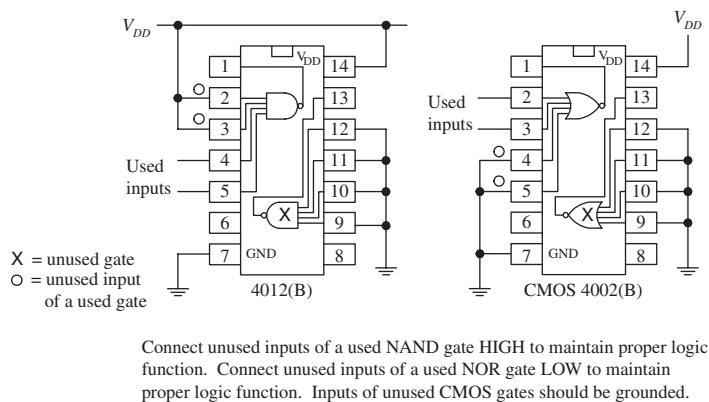 V_DD
V_DD
1
2
3
4
5
6
7
V_DD
14
13
12
11
10
9
8
GND
X
Used
inputs
4012(B)
1
2
3
4
5
6
7
V_DD
14
13
12
11
10
9
8
GND
X
Used
inputs
CMOS 4002(B)
X = unused gate
O = unused input
of a used gate
Connect unused inputs of a used NAND gate HIGH to maintain proper logic
function. Connect unused inputs of a used NOR gate LOW to maintain
proper logic function. Inputs of unused CMOS gates should be grounded.